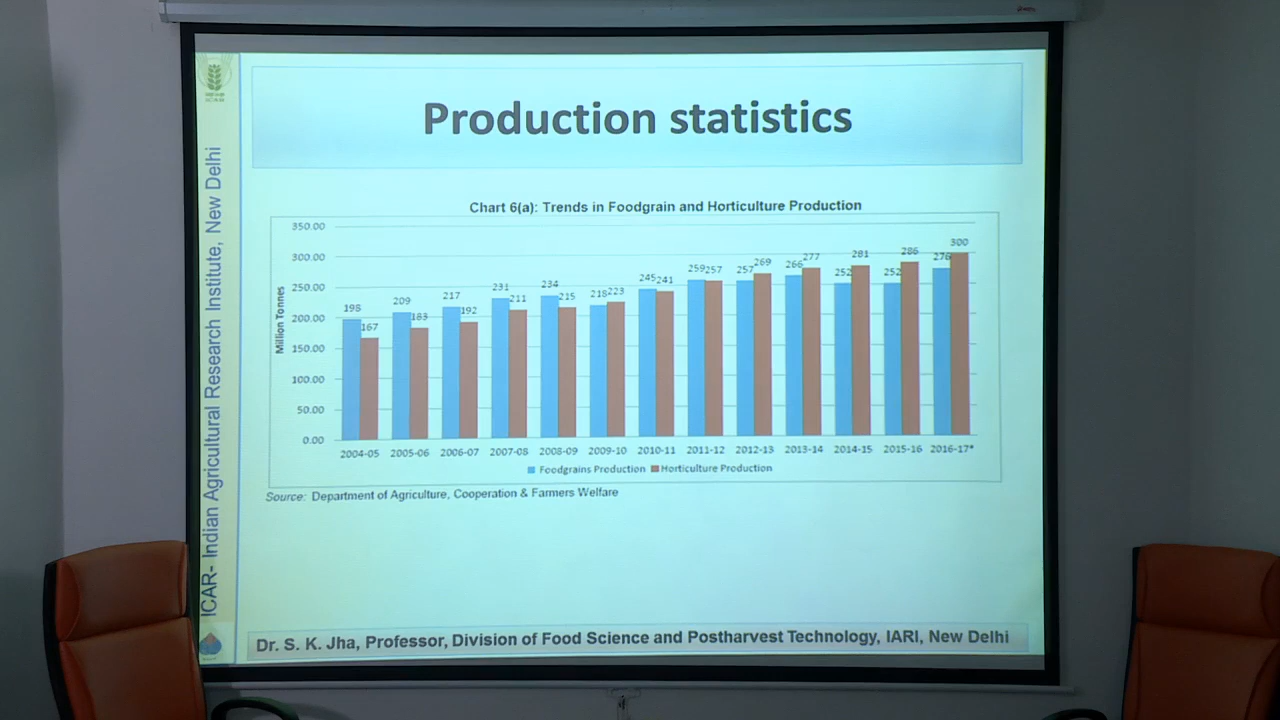 Production statistics
ICAR- Indian Agricultural Research Institute, New Delhi
Chart 6(a): Trends in Foodgrain and Horticulture Production
Million Tonnes
350.00
300.00
250.00
200.00
150.00
100.00
50.00
0.00
198 167 209 183 217 192 231 211 234 215 218 223 245 241 259 257 257 269 266 277 252 281 252 286 276 300
2004-05 2005-06 2006-07 2007-08 2008-09 2009-10 2010-11 2011-12 2012-13 2013-14 2014-15 2015-16 2016-17*
Foodgrains Production Horticulture Production
Source: Department of Agriculture, Cooperation & Farmers Welfare
Dr. S. K. Jha, Professor, Division of Food Science and Postharvest Technology, IARI, New Delhi